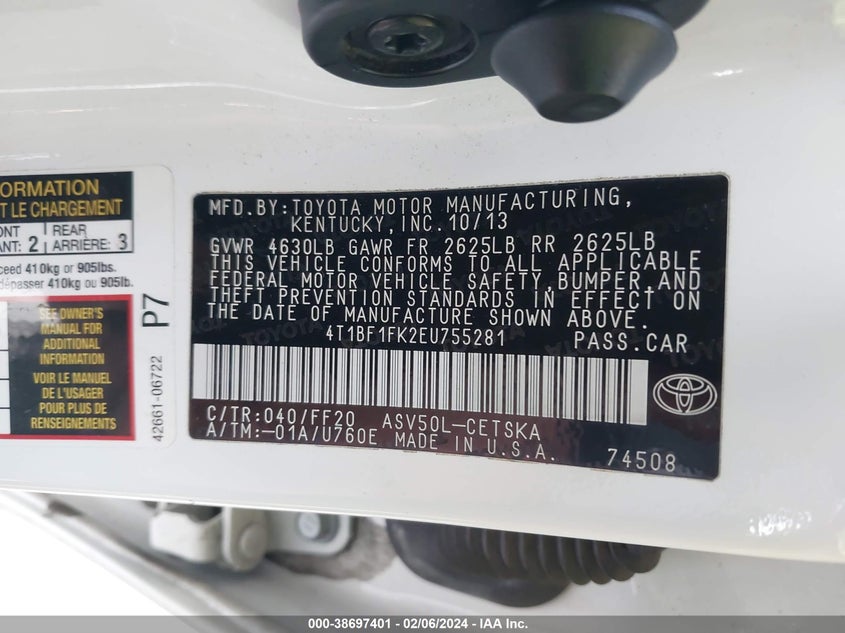 ORMATION
T LE CHARGEMENT
ONT REAR
ANT: 2 ARRIÈRE: 3
ceed 410kg or 905lbs.
dépasser 410 kg ou 905lb.
SEE OWNER'S
MANUAL FOR
ADDITIONAL
INFORMATION
VOIR LE MANUEL
DE L'USAGER
POUR PLUS DE
RENSEIGNEMENTS
P7
42661-06722
MFD.BY:TOYOTA MOTOR MANUFACTURING,
KENTUCKY,INC.10/13
GVWR 4630LB GAWR FR 2625LB RR 2625LB
THIS VEHICLE CONFORMS TO ALL APPLICABLE
FEDERAL MOTOR VEHICLE SAFETY,BUMPER,AND
THEFT PREVENTION STANDARDS IN EFFECT ON
THE DATE OF MANUFACTURE SHOWN ABOVE.
4T1BF1FK2EU755281 PASS.CAR
C/TR:040/FF20 ASV50L-CETSKA
A/TM:-01A/U760E MADE IN U.S.A.
74508
000-38697401 - 02/06/2024 - IAA Inc.